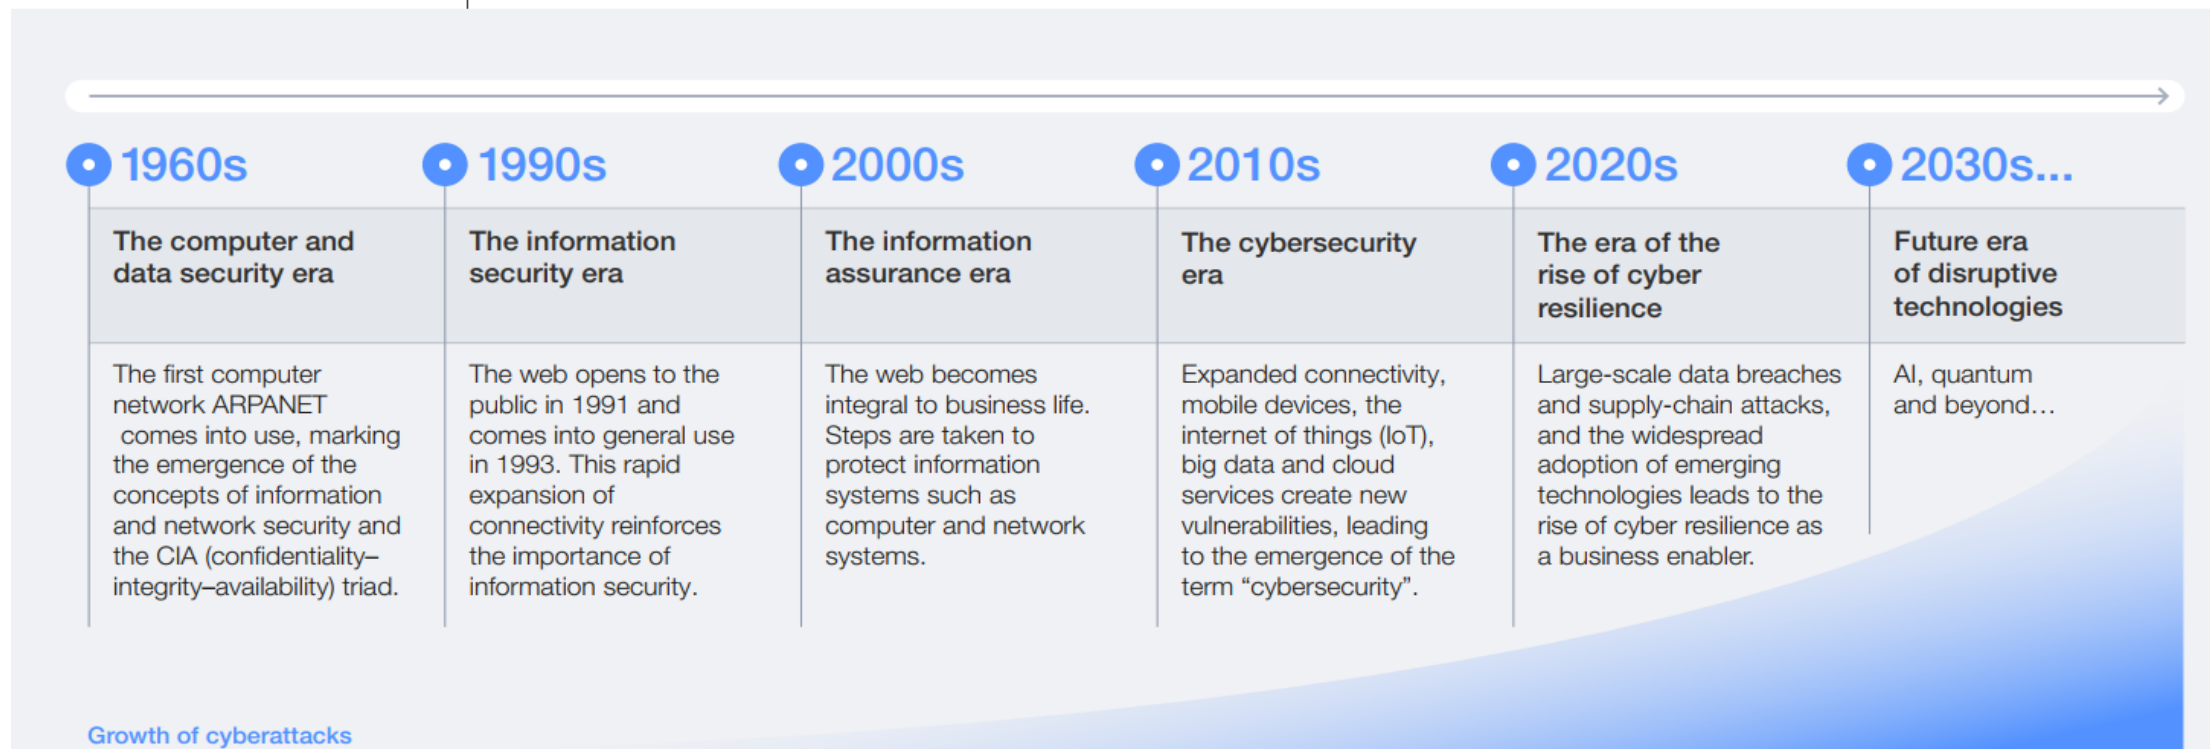 1960s
The computer and
data security era
The first computer
network ARPANET
comes into use, marking
the emergence of the
concepts of information
and network security and
the CIA (confidentiality–
integrity–availability) triad.
1990s
The information
security era
The web opens to the
public in 1991 and
comes into general use
in 1993. This rapid
expansion of
connectivity reinforces
the importance of
information security.
2000s
The information
assurance era
The web becomes
integral to business life.
Steps are taken to
protect information
systems such as
computer and network
systems.
2010s
The cybersecurity
era
Expanded connectivity,
mobile devices, the
internet of things (IoT),
big data and cloud
services create new
vulnerabilities, leading
to the emergence of the
term “cybersecurity”.
2020s
The era of the
rise of cyber
resilience
Large-scale data breaches
and supply-chain attacks,
and the widespread
adoption of emerging
technologies leads to the
rise of cyber resilience as
a business enabler.
2030s...
Future era
of disruptive
technologies
AI, quantum
and beyond…
Growth of cyberattacks